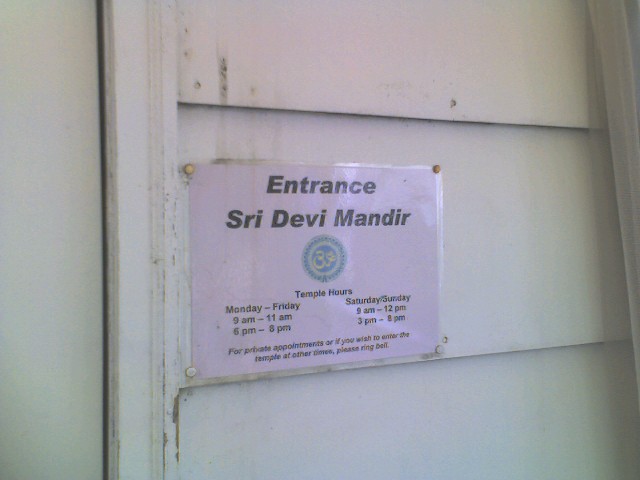 Entrance
Sri Devi Mandir
ॐ
Temple Hours
Monday – Friday Saturday/Sunday
9 am – 11 am 9 am – 12 pm
6 pm – 8 pm 3 pm – 8 pm
For private appointments or if you wish to enter the
temple at other times, please ring bell.